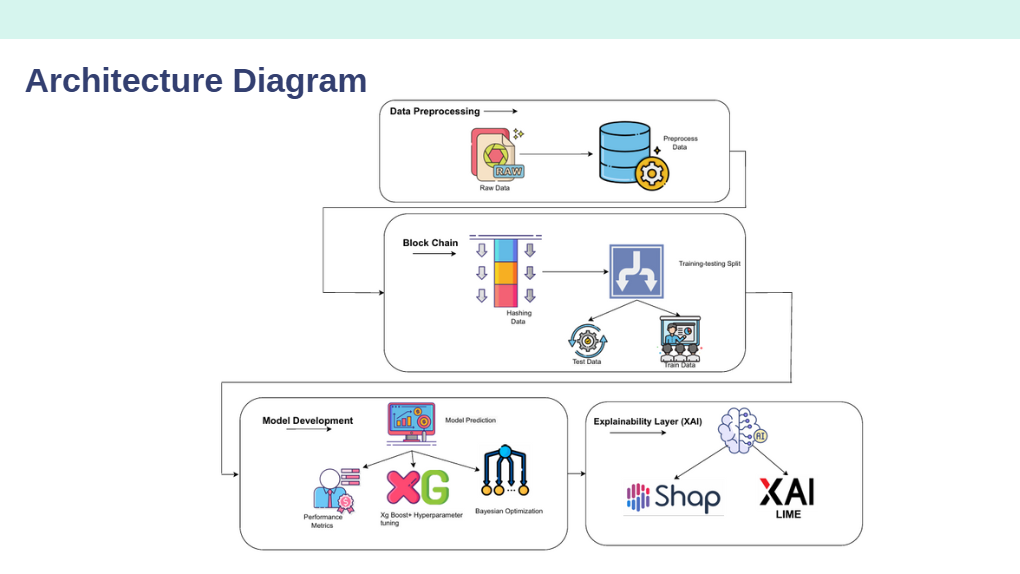 Architecture Diagram
Data Preprocessing
RAW
Raw Data
Preprocess
Data
Block Chain
Hashing
Data
Training-testing Split
Test Data
Train Data
Model Development
Model Prediction
Performance
Metrics
XG
Xg Boost+ Hyperparameter
tuning
Bayesian Optimization
Explainability Layer (XAI)
AI
Shap
XAI
LIME